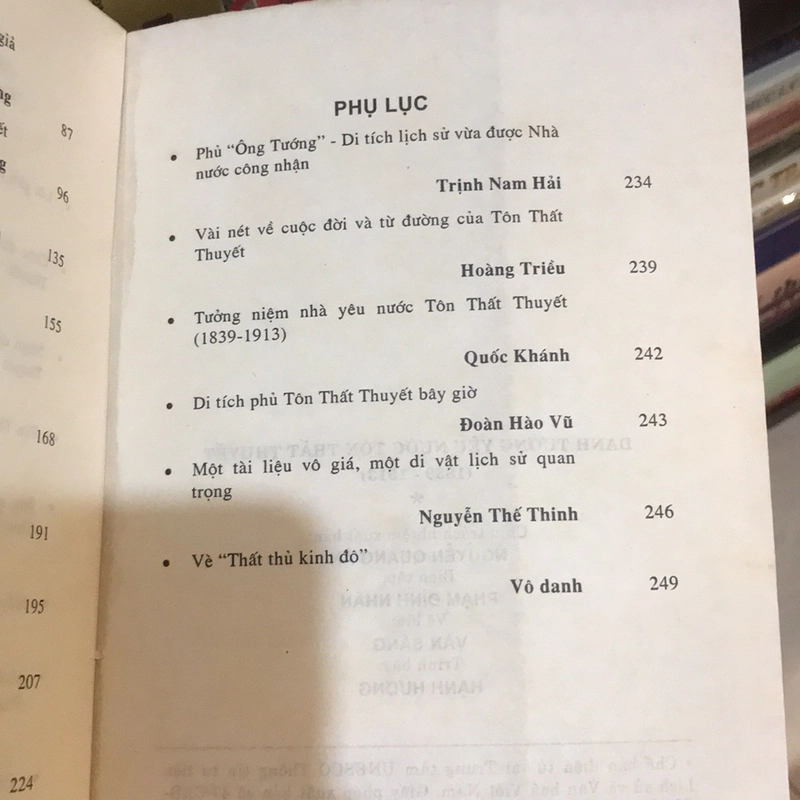 giả
87
96
135
155
168
191
195
207
224
PHỤ LỤC
• Phủ “Ông Tướng” - Di tích lịch sử vừa được Nhà
nước công nhận
Trịnh Nam Hải 234
• Vài nét về cuộc đời và từ đường của Tôn Thất
Thuyết
Hoàng Triều 239
• Tưởng niệm nhà yêu nước Tôn Thất Thuyết
(1839-1913)
Quốc Khánh 242
• Di tích phủ Tôn Thất Thuyết bây giờ
Đoàn Hào Vũ 243
• Một tài liệu vô giá, một di vật lịch sử quan
trọng
Nguyễn Thế Thinh 246
• Vè “Thất thủ kinh đô”
Vô danh 249